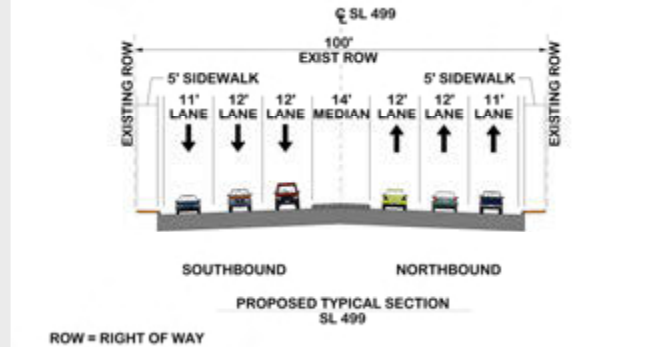 ℄ SL 499
100'
EXIST ROW
EXISTING ROW
5' SIDEWALK
5' SIDEWALK
EXISTING ROW
11' LANE
12' LANE
12' LANE
14' MEDIAN
12' LANE
12' LANE
11' LANE
SOUTHBOUND
NORTHBOUND
PROPOSED TYPICAL SECTION
SL 499
ROW = RIGHT OF WAY